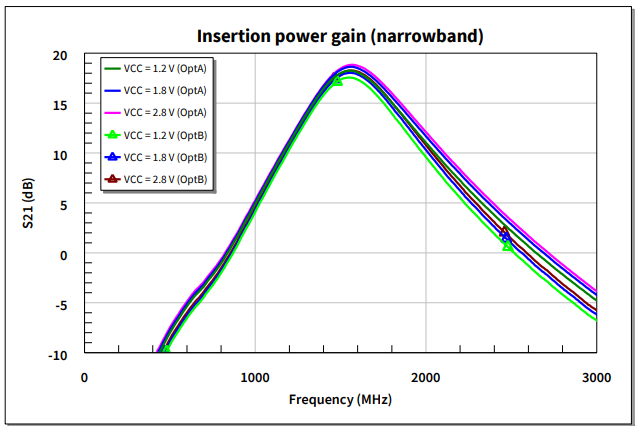 Insertion power gain (narrowband)
20
15
10
5
0
-5
-10
S21 (dB)
VCC = 1.2 V (OptA)
VCC = 1.8 V (OptA)
VCC = 2.8 V (OptA)
VCC = 1.2 V (OptB)
VCC = 1.8 V (OptB)
VCC = 2.8 V (OptB)
0 1000 2000 3000
Frequency (MHz)